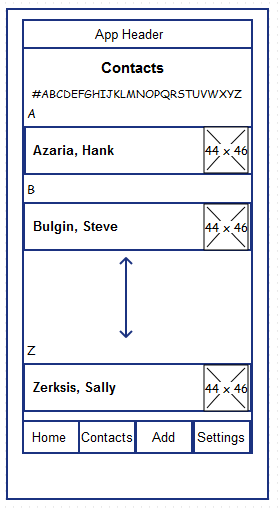 App Header
Contacts
#ABCDEFGHIJKLMNOPQRSTUVWXYZ
A
Azaria, Hank 44 x 46
B
Bulgin, Steve 44 x 46
Z
Zerksis, Sally 44 x 46
Home Contacts Add Settings